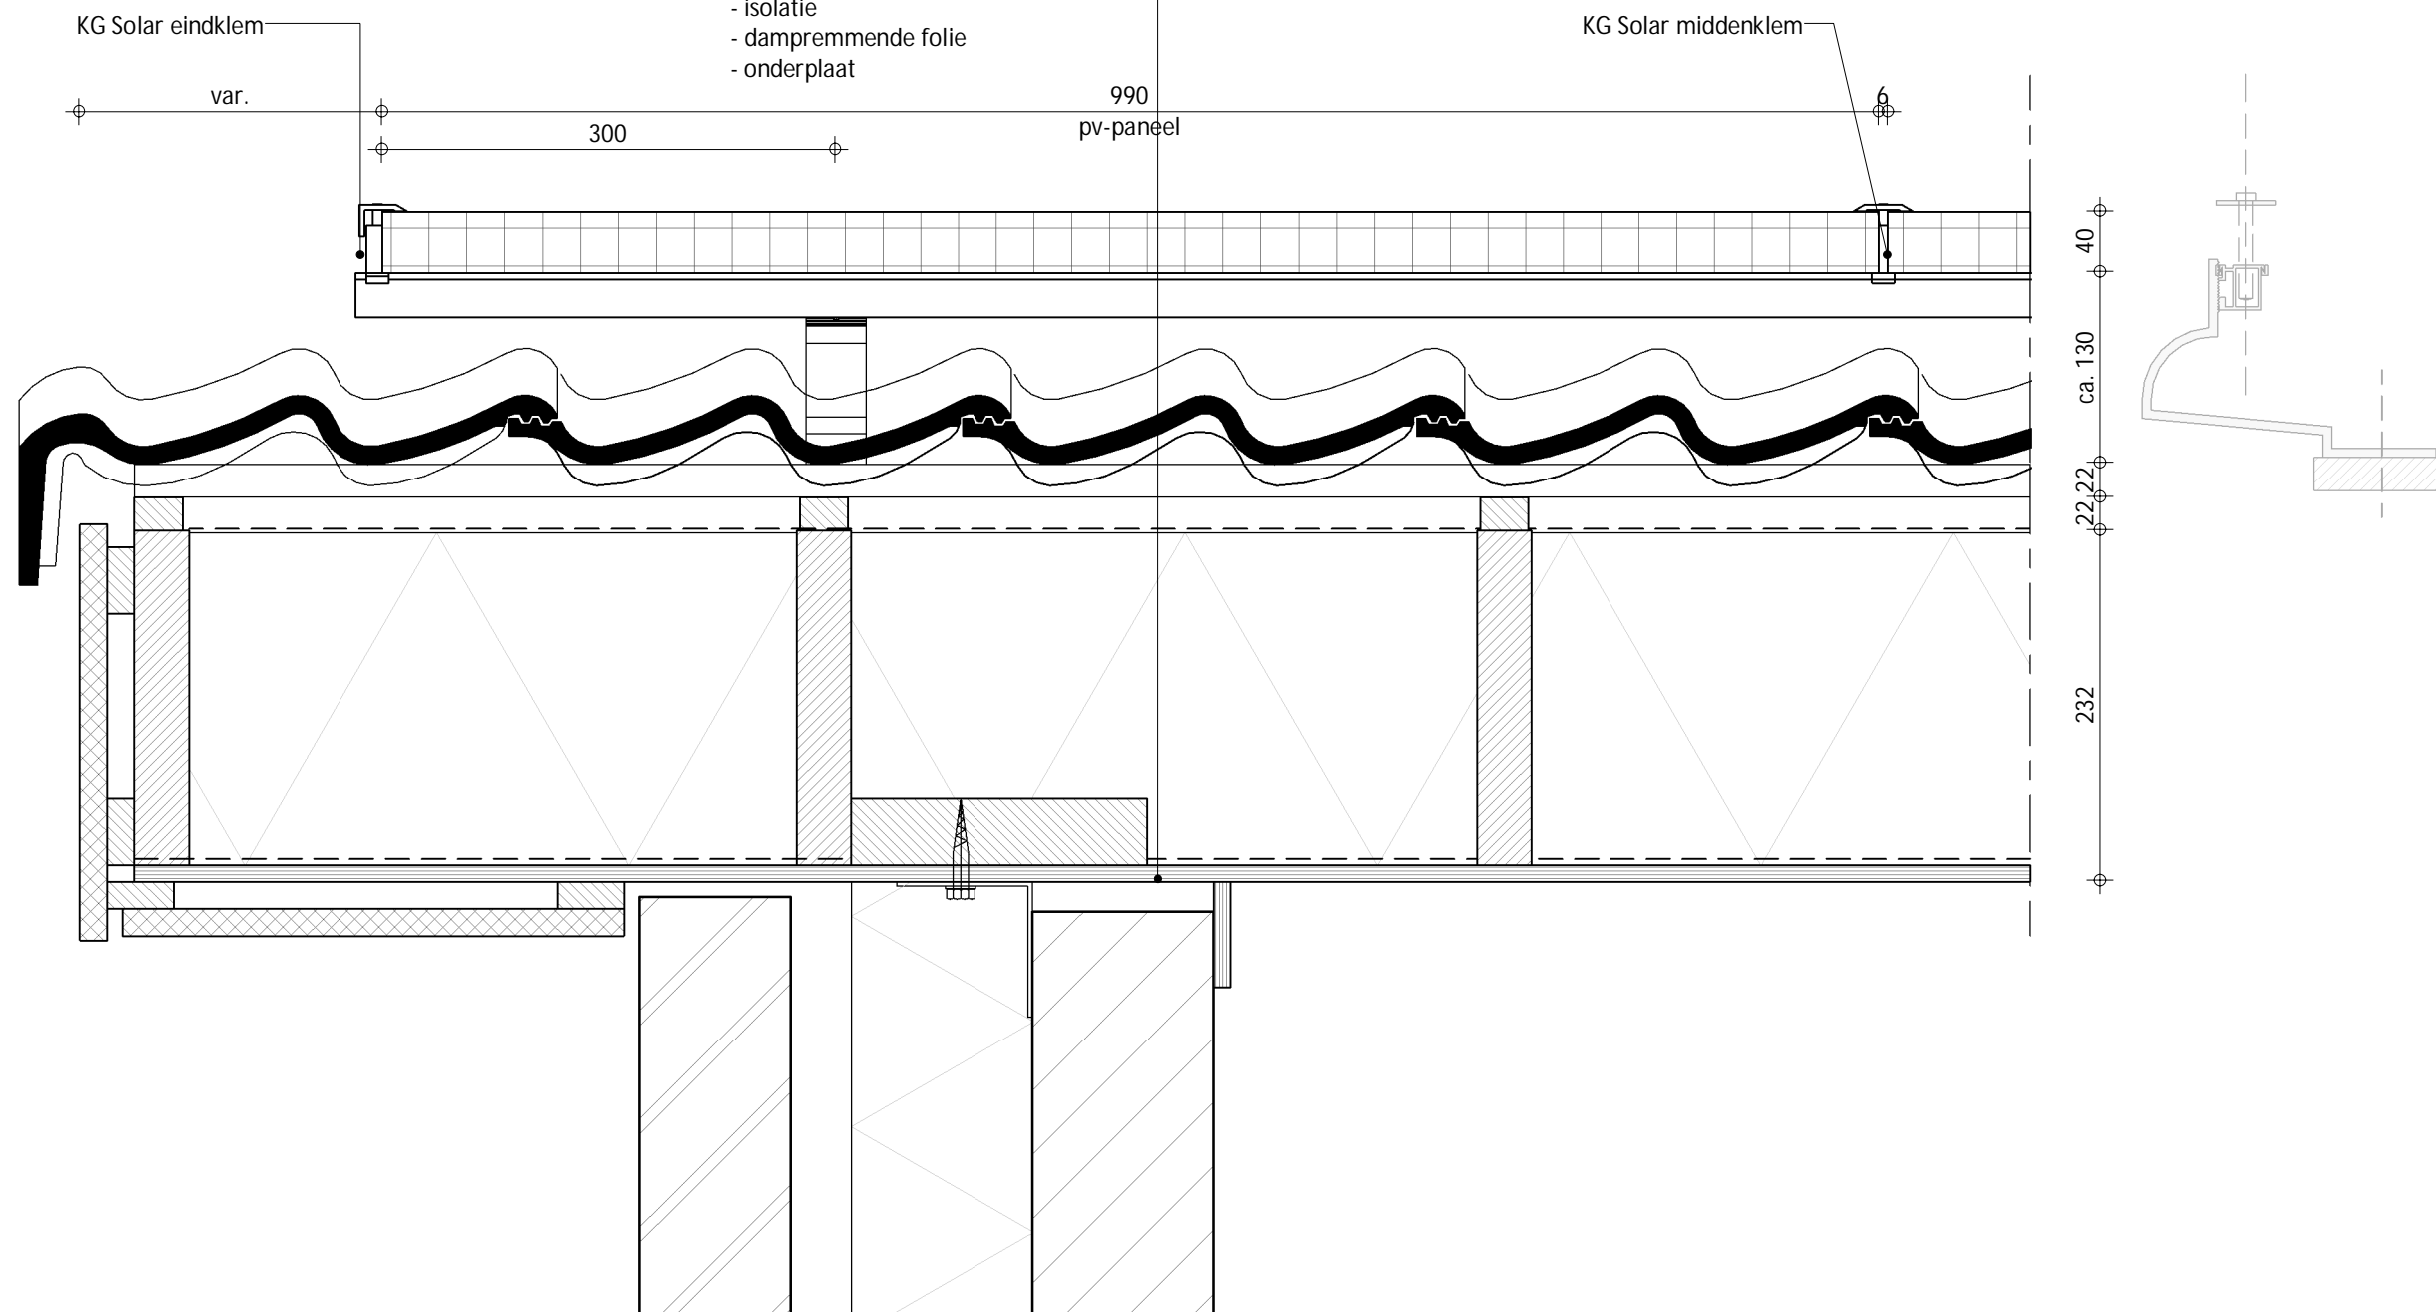 - isolatie
KG Solar eindklem
KG Solar middenklem
- dampremmende folie
- onderplaat
var.
990
6
pv-paneel
300
40
ca. 130
22
22
232